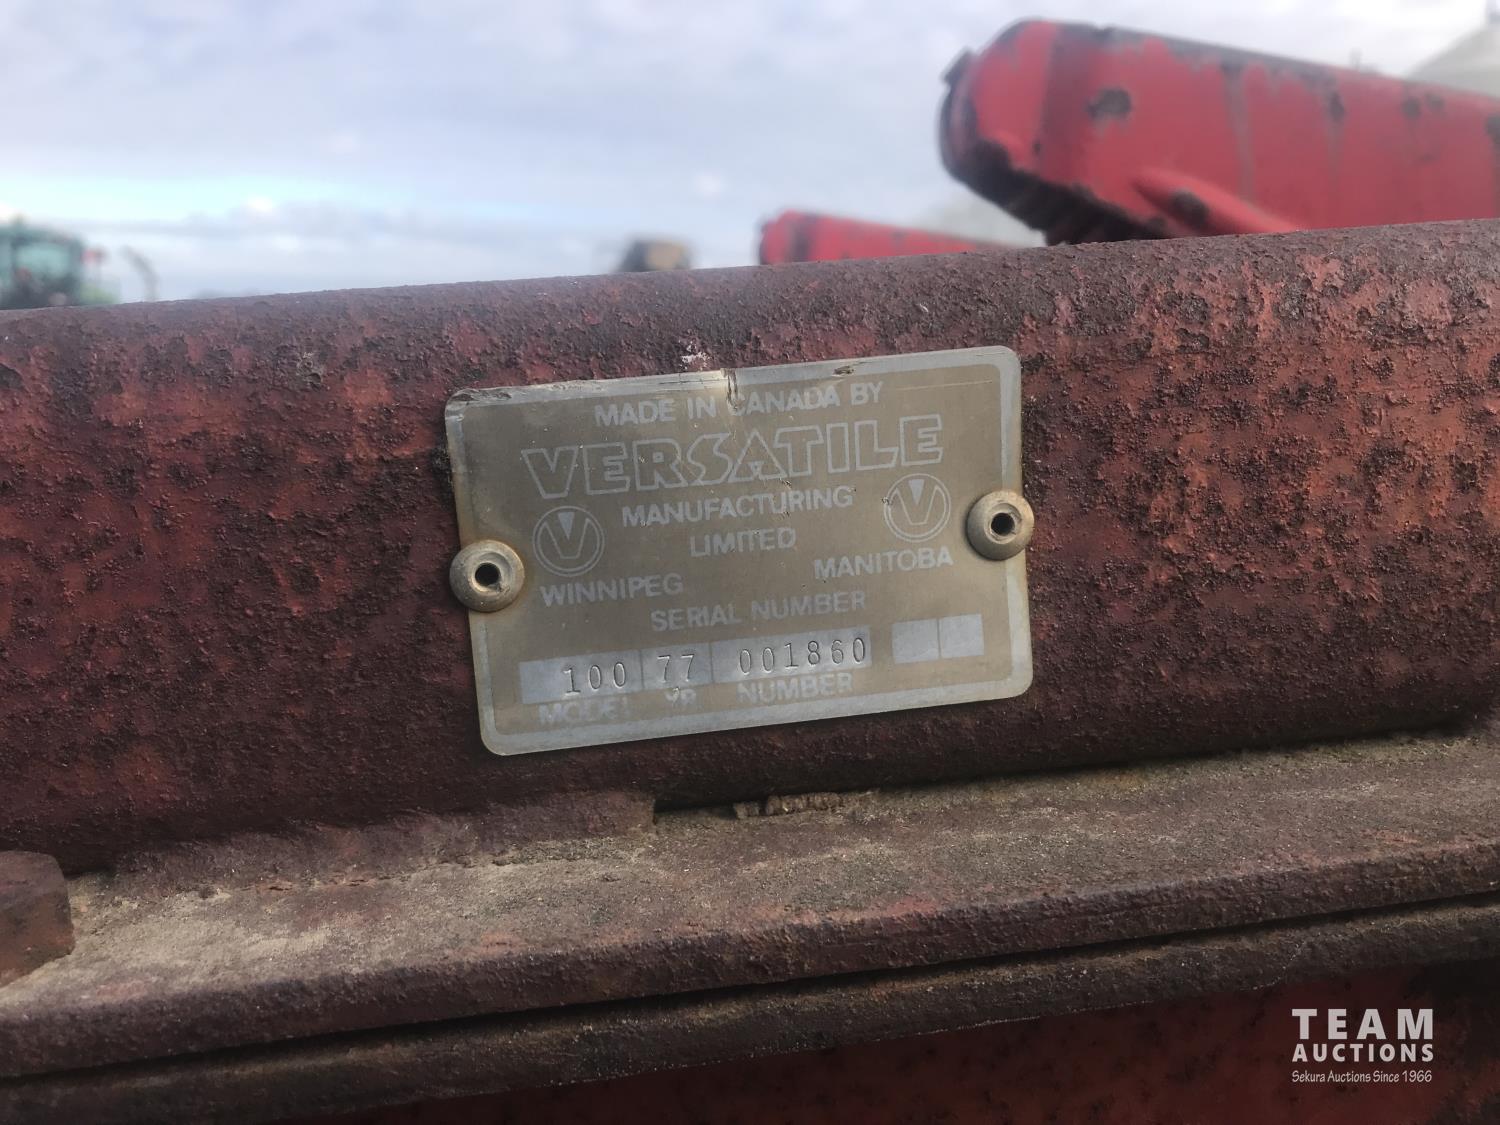 MADE IN CANADA BY
VERSATILE
MANUFACTURING
LIMITED
WINNIPEG MANITOBA
SERIAL NUMBER
100 77 001860
MODEL YR NUMBER
TEAM
AUCTIONS
Sekura Auctions Since 1966